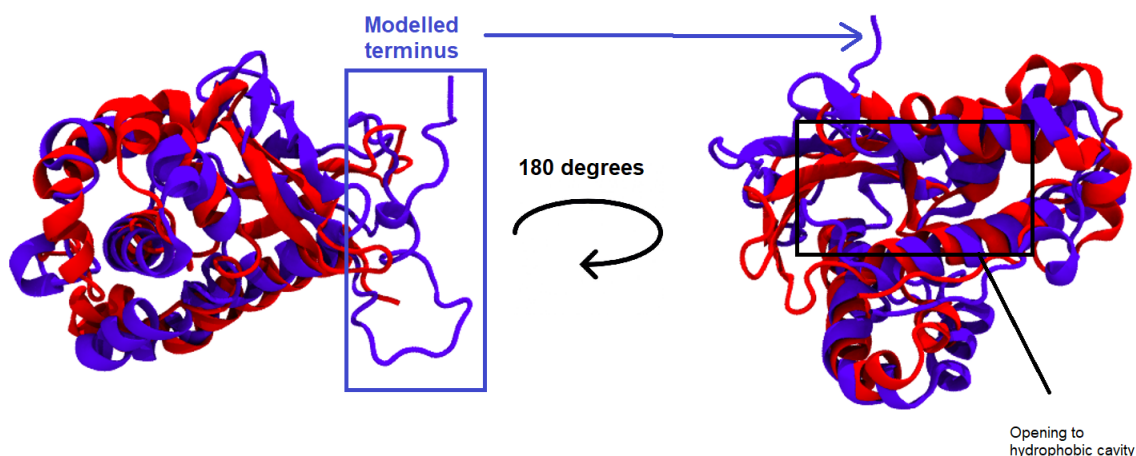 Modelled
terminus
180 degrees
Opening to
hydrophobic cavity